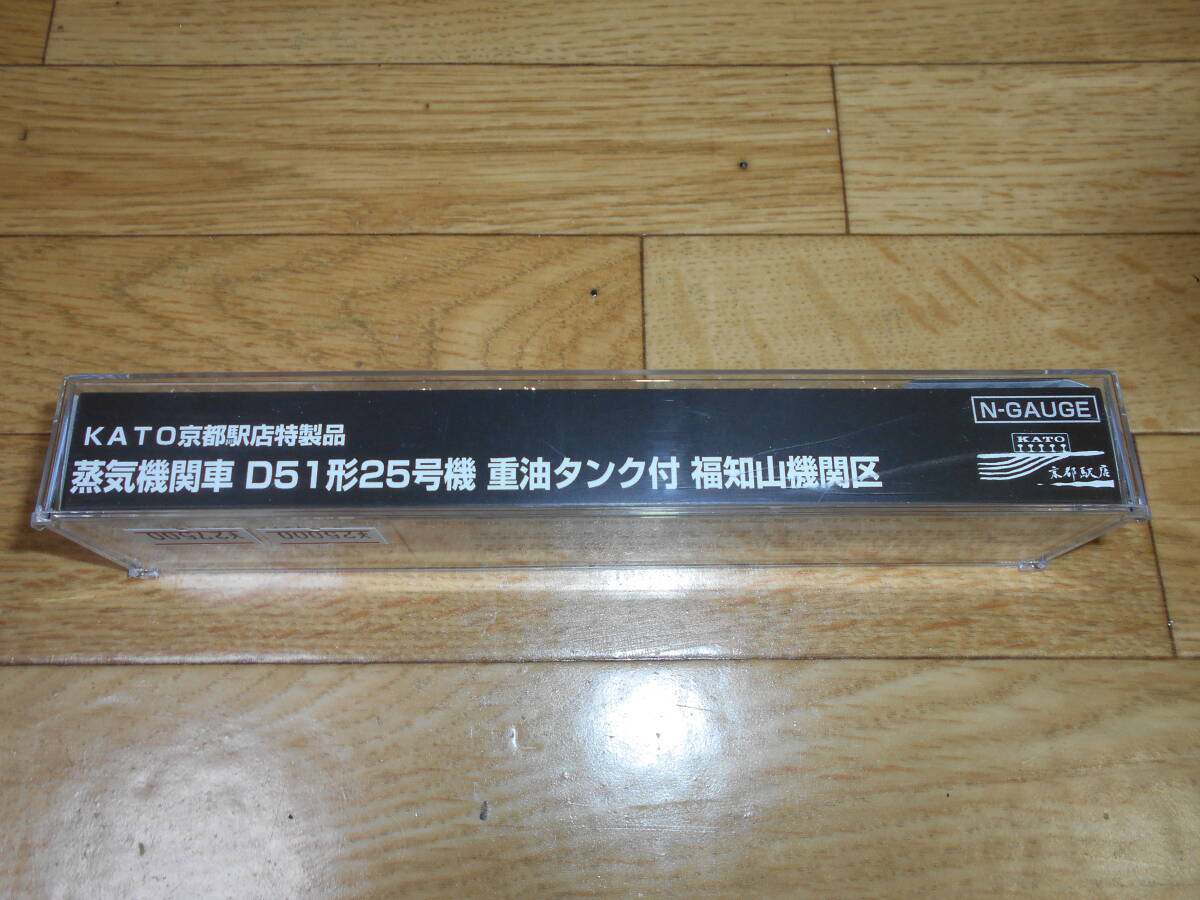 N-GAUGE
KATO京都駅店特製品
蒸気機関車 D51形25号機 重油タンク付 福知山機関区
KATO
京都駅店
¥27500
¥25000